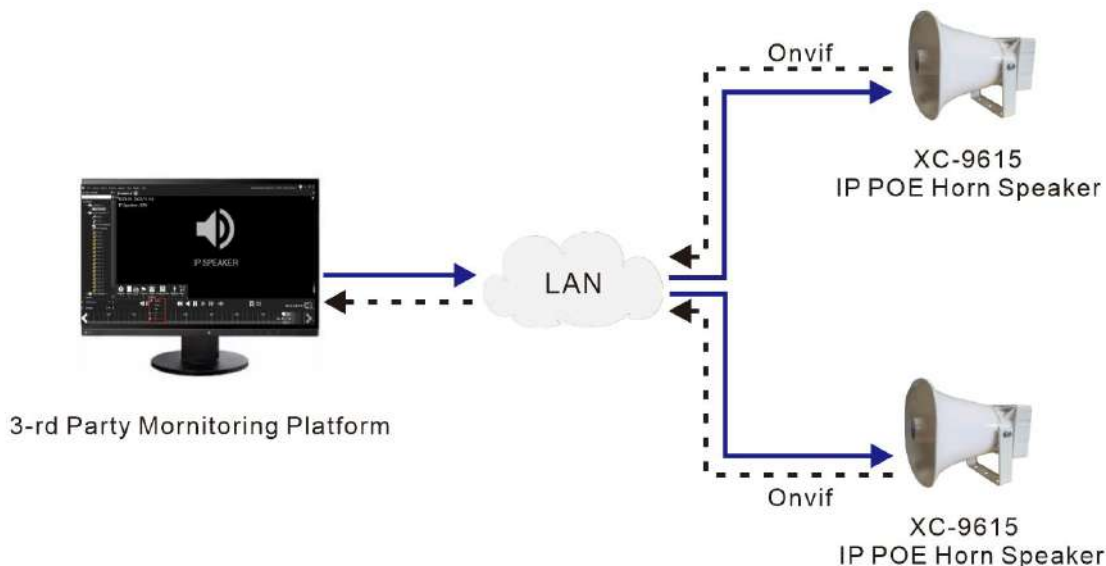 Onvif
XC-9615
IP POE Horn Speaker
IP SPEAKER
LAN
3-rd Party Mornitoring Platform
Onvif
XC-9615
IP POE Horn Speaker